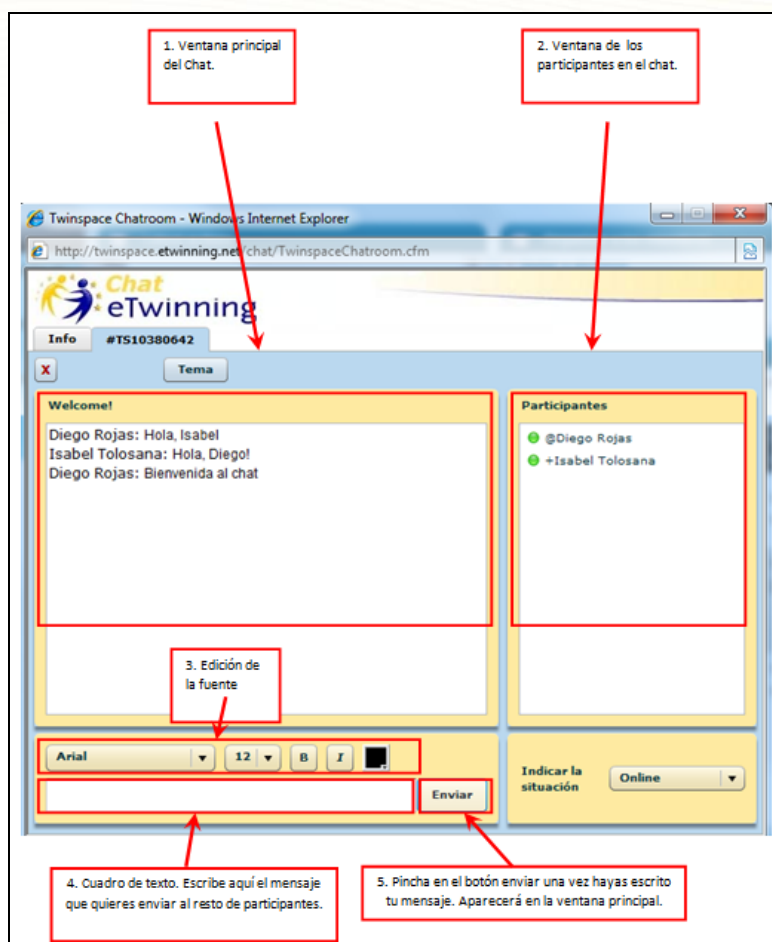 1. Ventana principal
del Chat.
2. Ventana de los
participantes en el chat.
Twinspace Chatroom - Windows Internet Explorer
http://twinspace.etwinning.net/chat/TwinspaceChatroom.cfm
Chat
eTwinning
Info
#TS10380642
X
Tema
Welcome!
Diego Rojas: Hola, Isabel
Isabel Tolosana: Hola, Diego!
Diego Rojas: Bienvenida al chat
Participantes
@Diego Rojas
+Isabel Tolosana
3. Edición de
la fuente
Arial
12
B
I
Enviar
Indicar la
situación
Online
4. Cuadro de texto. Escribe aquí el mensaje
que quieres enviar al resto de participantes.
5. Pincha en el botón enviar una vez hayas escrito
tu mensaje. Aparecerá en la ventana principal.